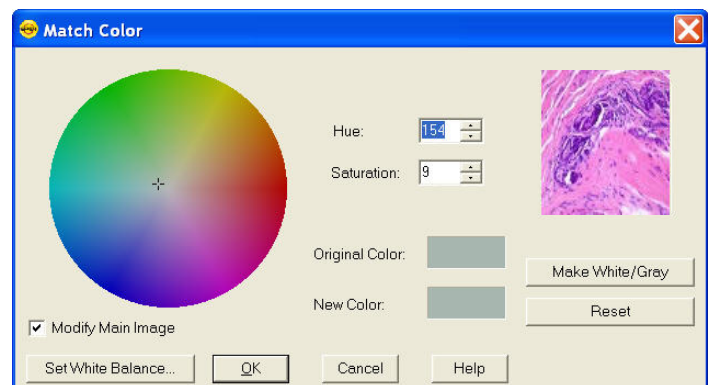 Match Color
Hue: 154
Saturation: 9
Original Color:
Make White/Gray
New Color:
Reset
Modify Main Image
Set White Balance... OK Cancel Help